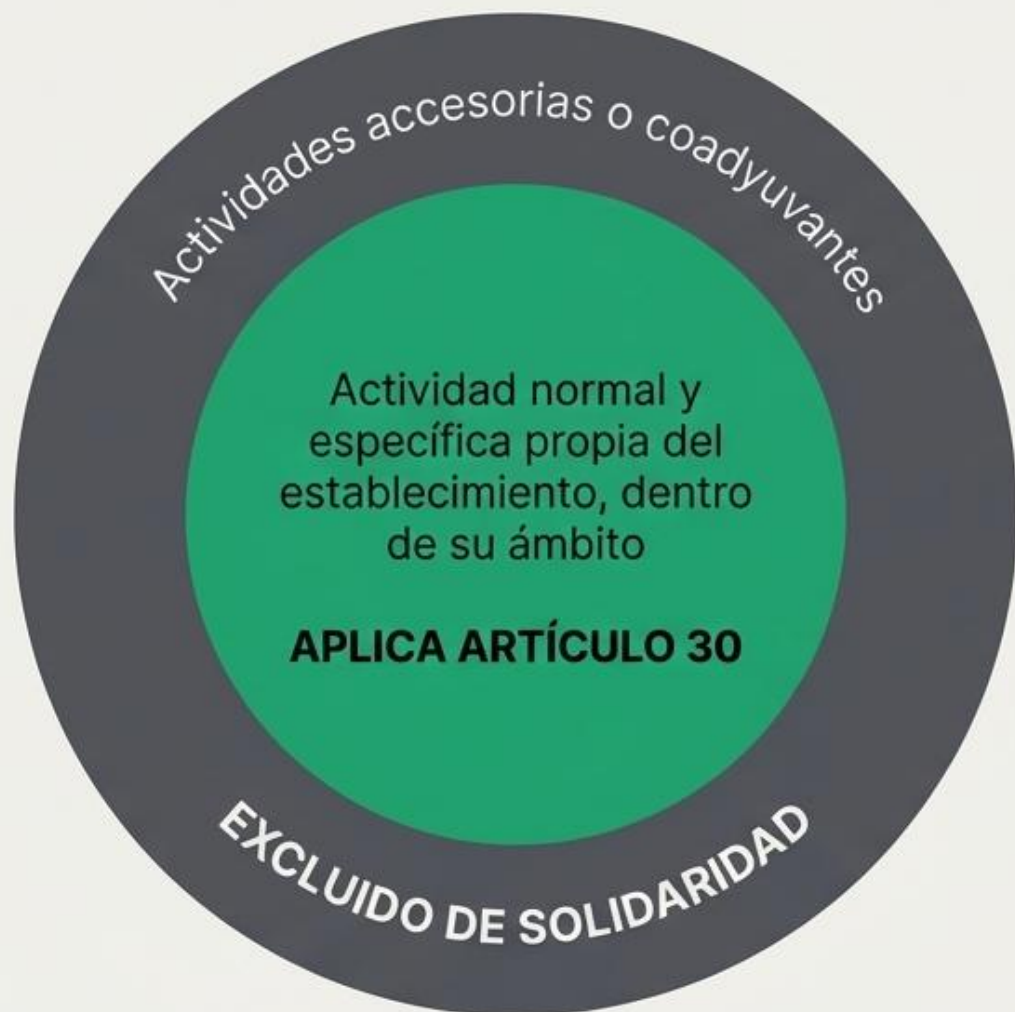 Actividades accesorias o coadyuvantes
Actividad normal y
específica propia del
establecimiento, dentro
de su ámbito
APLICA ARTÍCULO 30
EXCLUIDO DE SOLIDARIDAD